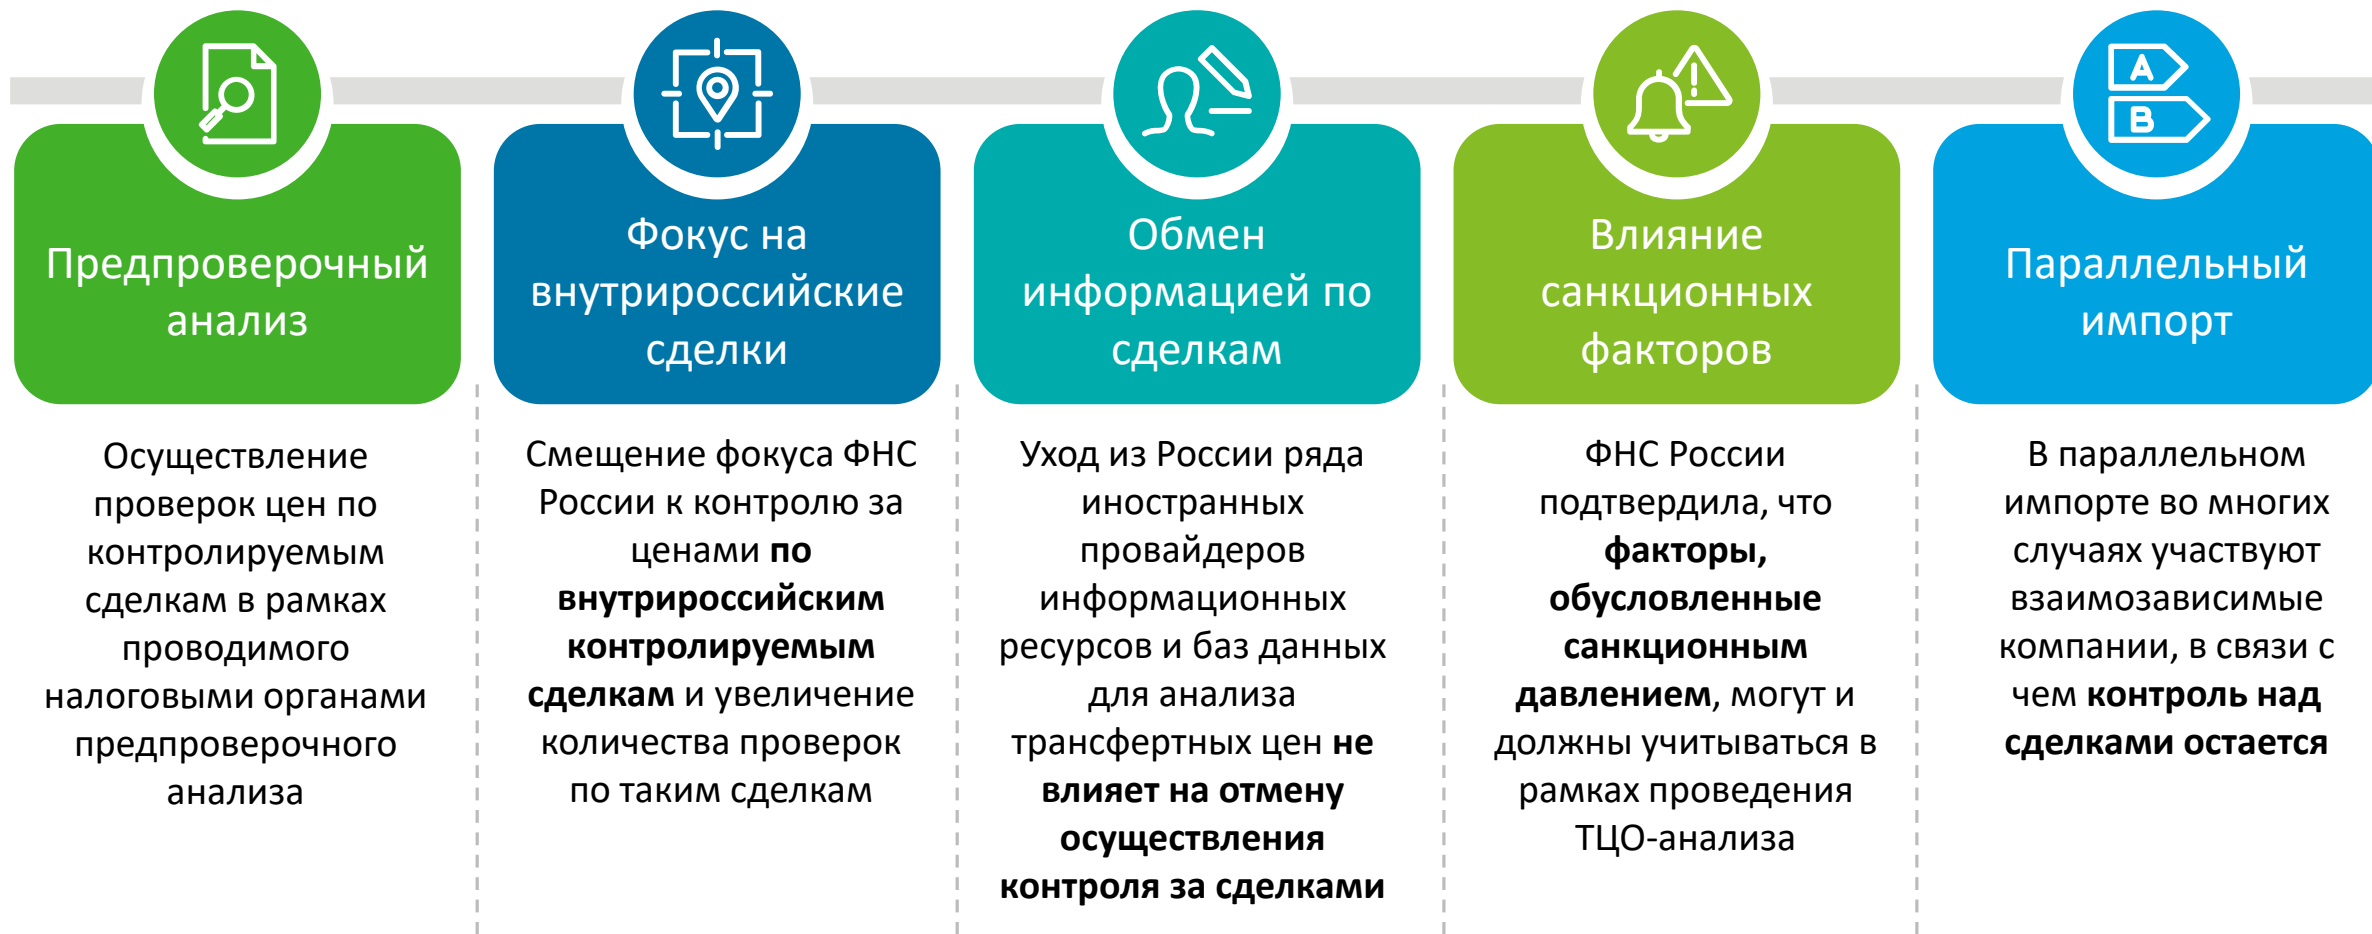 A
B
Предпроверочный
анализ
Фокус на
внутрироссийские
сделки
Обмен
информацией по
сделкам
Влияние
санкционных
факторов
Параллельный
импорт
Осуществление
проверок цен по
контролируемым
сделкам в рамках
проводимого
налоговыми органами
предпроверочного
анализа
Смещение фокуса ФНС
России к контролю за
ценами по
внутрироссийским
контролируемым
сделкам и увеличение
количества проверок
по таким сделкам
Уход из России ряда
иностранных
провайдеров
информационных
ресурсов и баз данных
для анализа
трансфертных цен не
влияет на отмену
осуществления
контроля за сделками
ФНС России
подтвердила, что
факторы,
обусловленные
санкционным
давлением, могут и
должны учитываться в
рамках проведения
ТЦО-анализа
В параллельном
импорте во многих
случаях участвуют
взаимозависимые
компании, в связи с
чем контроль над
сделками остается